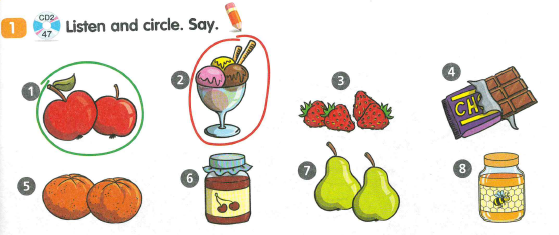 1 CD2 47 Listen and circle. Say.
1 2 3 4
CH
5 6 7 8